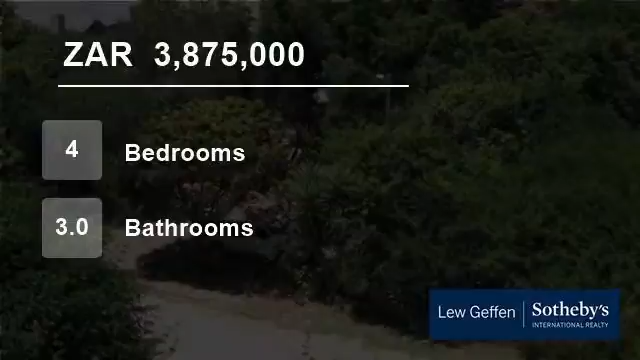 ZAR 3,875,000
4 Bedrooms
3.0 Bathrooms
Lew Geffen | Sotheby's
INTERNATIONAL REALTY